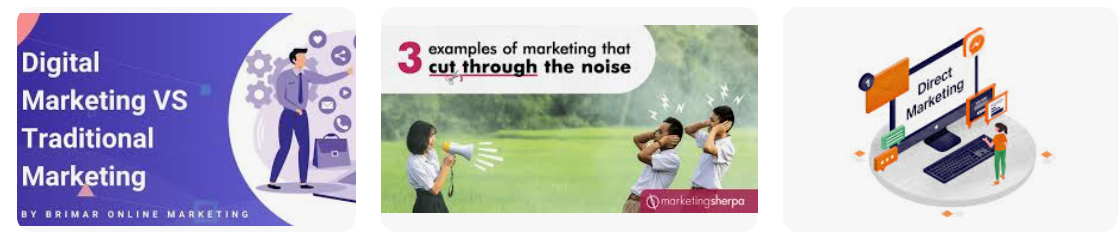 Digital
Marketing VS
Traditional
Marketing
BY BRIMAR ONLINE MARKETING
3 examples of marketing that
cut through the noise
marketingsherpa
Direct
Marketing